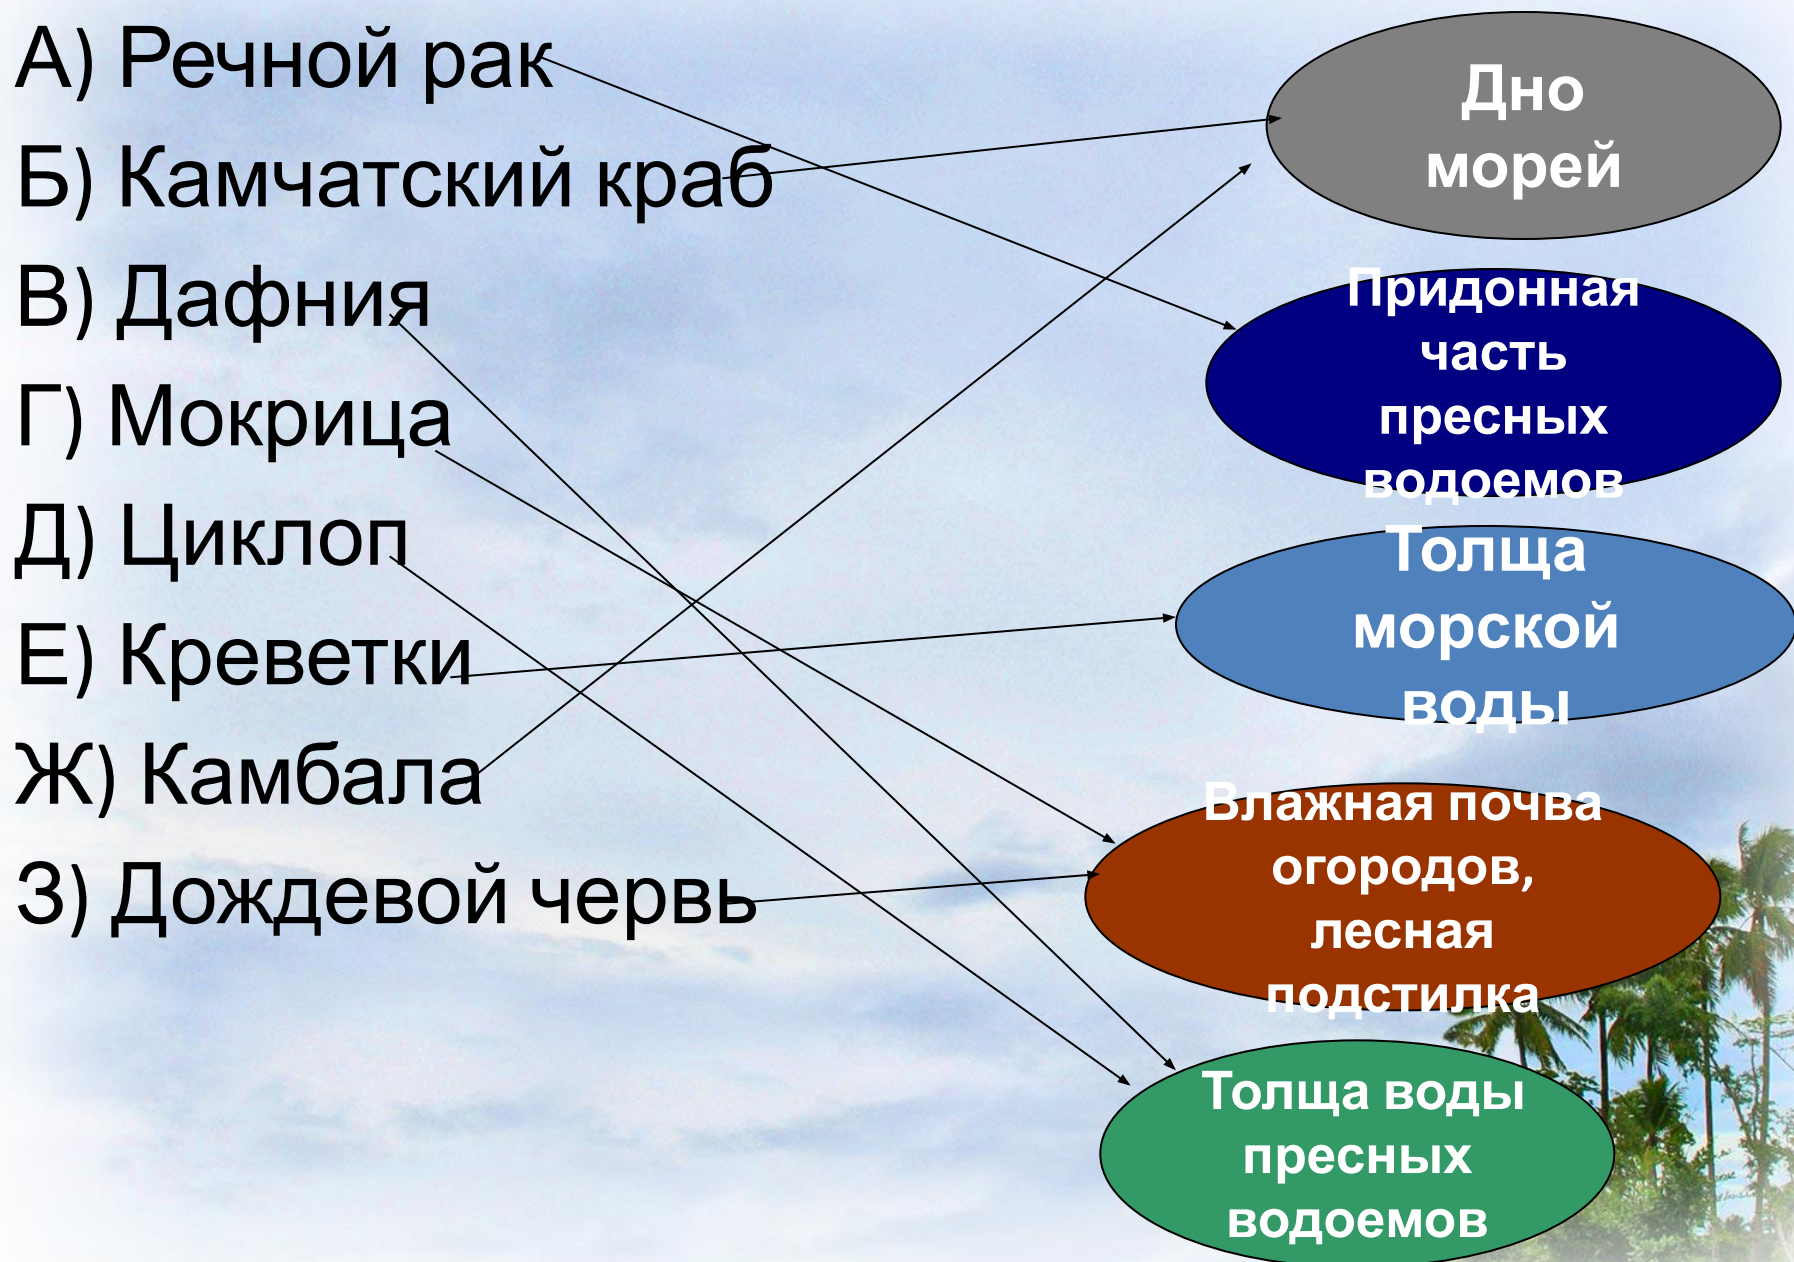 А) Речной рак
Б) Камчатский краб
В) Дафния
Г) Мокрица
Д) Циклоп
Е) Креветки
Ж) Камбала
З) Дождевой червь
Дно
морей
Придонная
часть
пресных
водоемов
Толща
морской
воды
Влажная почва
огородов,
лесная
подстилка
Толща воды
пресных
водоемов